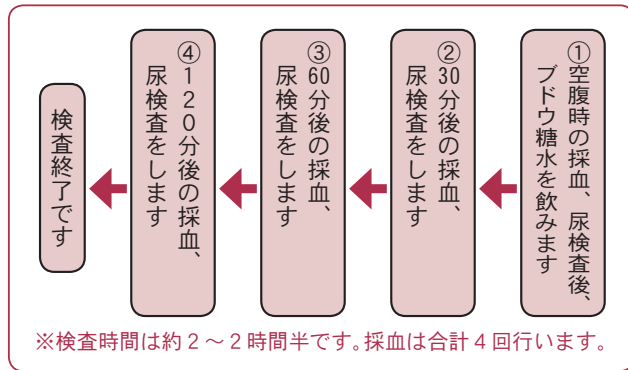 ①空腹時の採血、尿検査後、
ブドウ糖水を飲みます
②30分後の採血、
尿検査をします
③60分後の採血、
尿検査をします
④120分後の採血、
尿検査をします
検査終了です
※検査時間は約2~2時間半です。採血は合計4回行います。